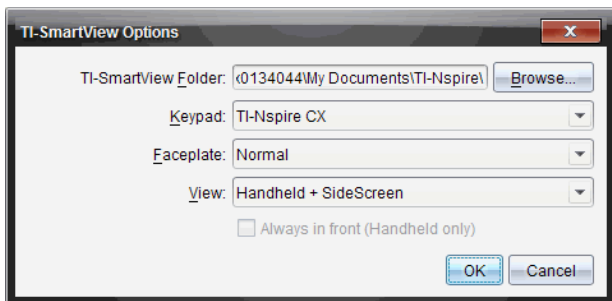 TI-SmartView Options
TI-SmartView Folder: x0134044\My Documents\TI-Nspire\ Browse...
Keypad: TI-Nspire CX
Faceplate: Normal
View: Handheld + SideScreen
Always in front (Handheld only)
OK Cancel